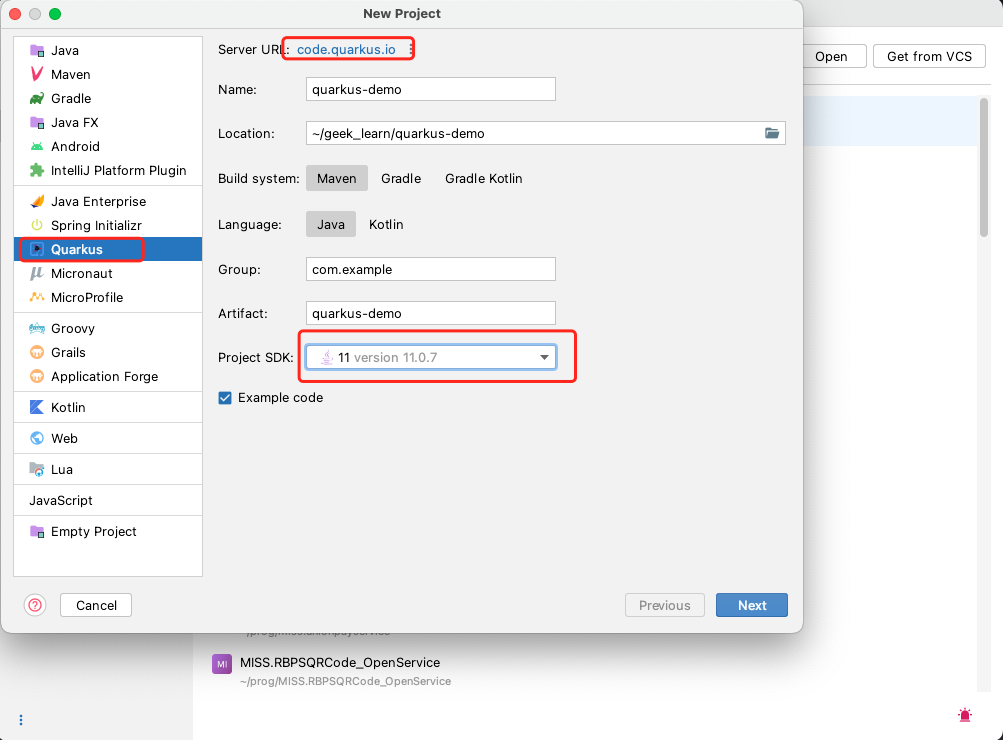 New Project
Java
Maven
Gradle
Java FX
Android
IntelliJ Platform Plugin
Java Enterprise
Spring Initializr
Quarkus
Micronaut
MicroProfile
Groovy
Grails
Application Forge
Kotlin
Web
Lua
JavaScript
Empty Project
Server URL: code.quarkus.io
Name: quarkus-demo
Location: ~/geek_learn/quarkus-demo
Build system: Maven Gradle Gradle Kotlin
Language: Java Kotlin
Group: com.example
Artifact: quarkus-demo
Project SDK: 11 version 11.0.7
Example code
? Cancel Previous Next
Open Get from VCS
MI MISS.RBPSQRCode_OpenService
~/prog/MISS.RBPSQRCode_OpenService